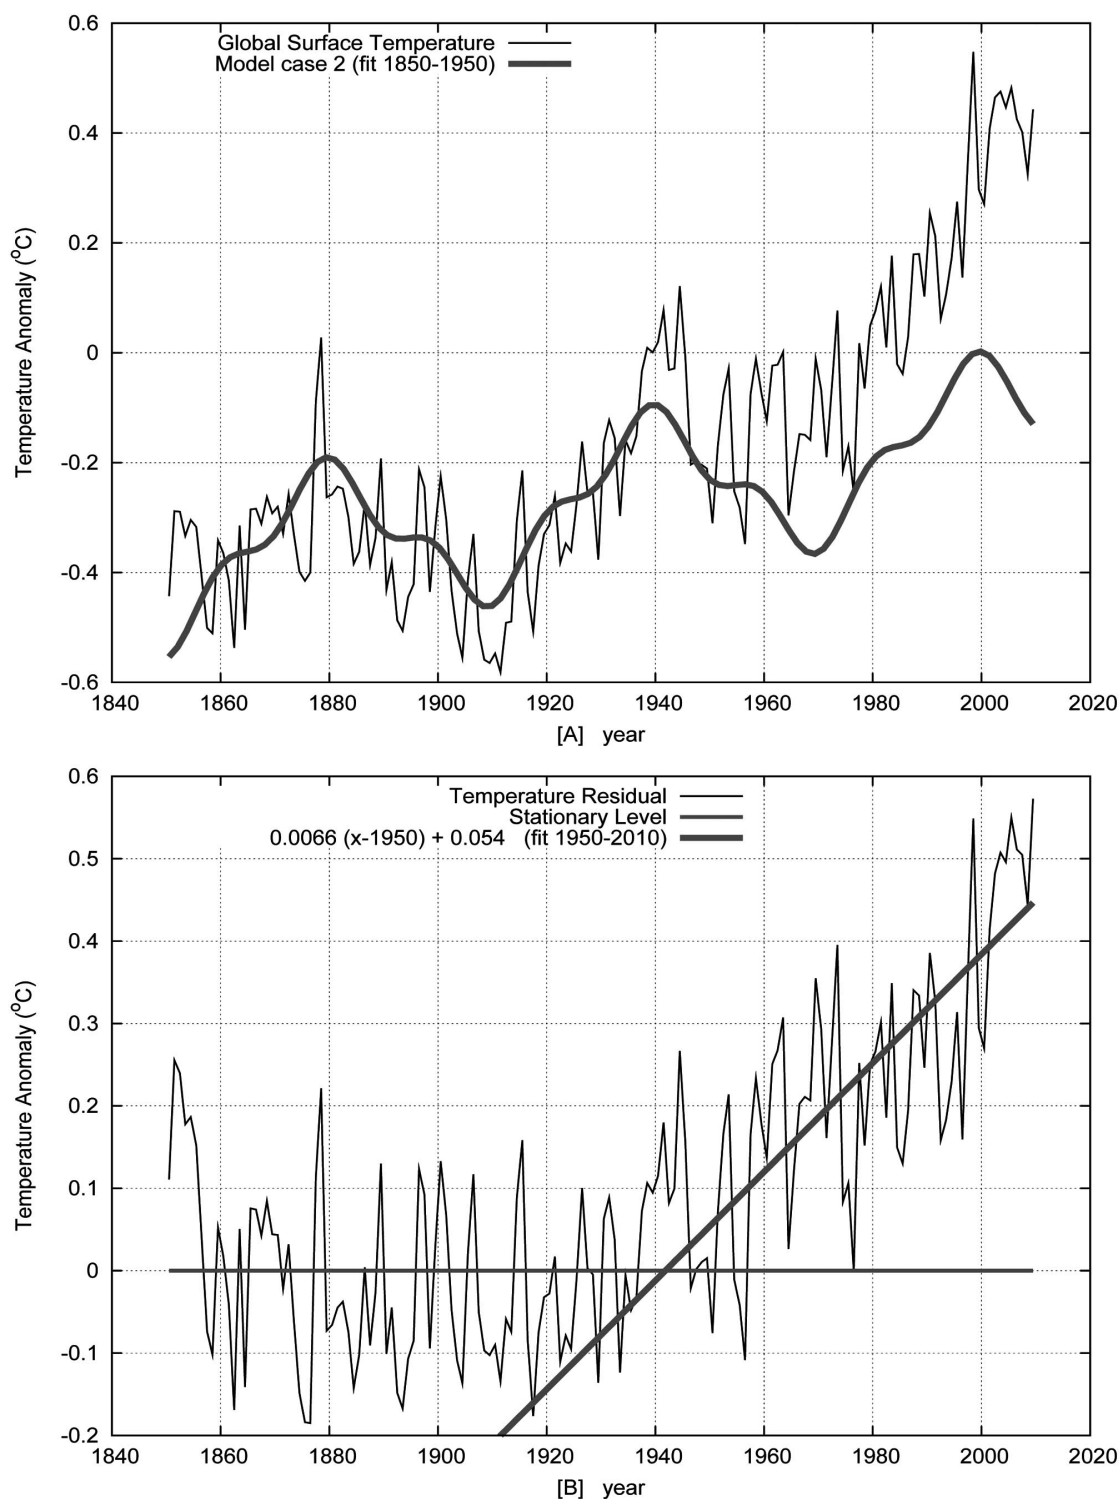 0.6
Global Surface Temperature
Model case 2 (fit 1850-1950)
0.4
0.2
0
-0.2
-0.4
-0.6
Temperature Anomaly (°C)
1840 1860 1880 1900 1920 1940 1960 1980 2000 2020
[A] year
0.6
Temperature Residual
Stationary Level
0.0066 (x-1950) + 0.054 (fit 1950-2010)
0.5
0.4
0.3
0.2
0.1
0
-0.1
-0.2
Temperature Anomaly (°C)
1840 1860 1880 1900 1920 1940 1960 1980 2000 2020
[B] year